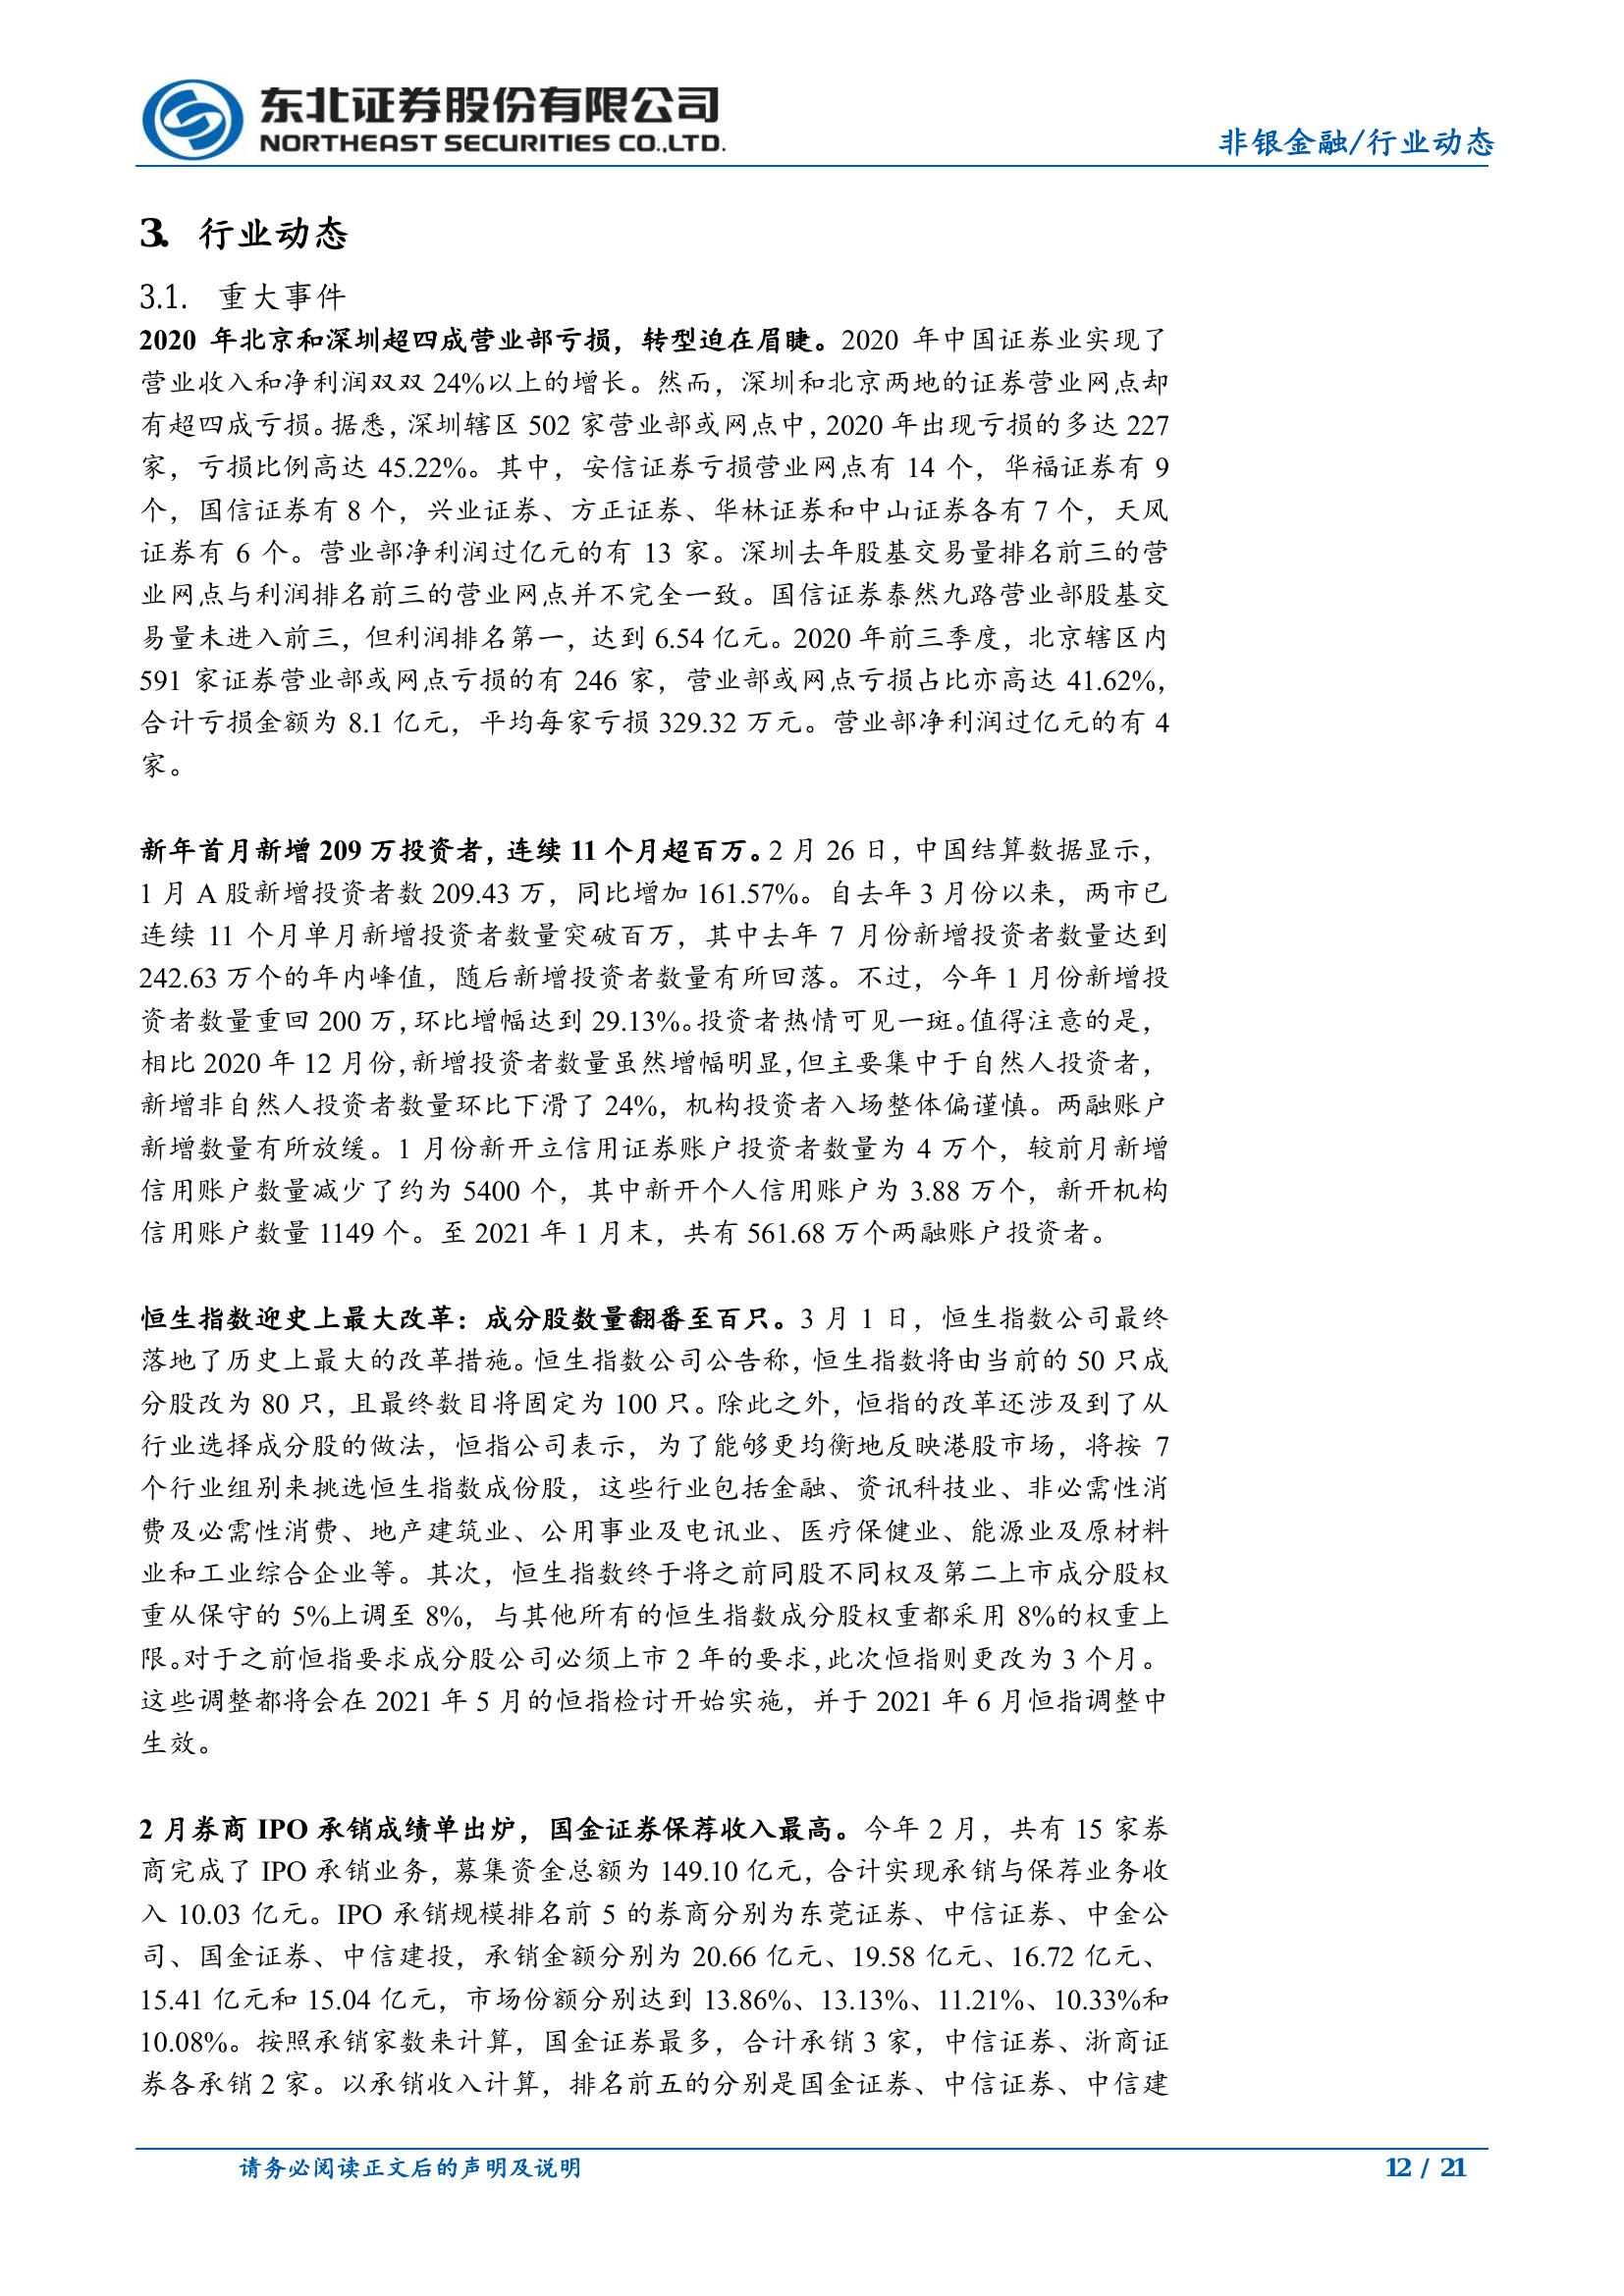 东北证券股份有限公司
NORTHEAST SECURITIES CO.,LTD.
非银金融/行业动态
3. 行业动态
3.1. 重大事件
2020 年北京和深圳超四成营业部亏损，转型迫在眉睫。2020 年中国证券业实现了
营业收入和净利润双双 24%以上的增长。然而，深圳和北京两地的证券营业网点却
有超四成亏损。据悉，深圳辖区 502 家营业部或网点中，2020 年出现亏损的多达 227
家，亏损比例高达 45.22%。其中，安信证券亏损营业网点有 14 个，华福证券有 9
个，国信证券有 8 个，兴业证券、方正证券、华林证券和中山证券各有 7 个，天风
证券有 6 个。营业部净利润过亿元的有 13 家。深圳去年股基交易量排名前三的营
业网点与利润排名前三的营业网点并不完全一致。国信证券泰然九路营业部股基交
易量未进入前三，但利润排名第一，达到 6.54 亿元。2020 年前三季度，北京辖区内
591 家证券营业部或网点亏损的有 246 家，营业部或网点亏损占比亦高达 41.62%，
合计亏损金额为 8.1 亿元，平均每家亏损 329.32 万元。营业部净利润过亿元的有 4
家。
新年首月新增 209 万投资者，连续 11 个月超百万。2 月 26 日，中国结算数据显示，
1 月 A 股新增投资者数 209.43 万，同比增加 161.57%。自去年 3 月份以来，两市已
连续 11 个月单月新增投资者数量突破百万，其中去年 7 月份新增投资者数量达到
242.63 万个的年内峰值，随后新增投资者数量有所回落。不过，今年 1 月份新增投
资者数量重回 200 万，环比增幅达到 29.13%。投资者热情可见一斑。值得注意的是，
相比 2020 年 12 月份，新增投资者数量虽然增幅明显，但主要集中于自然人投资者，
新增非自然人投资者数量环比下滑了 24%，机构投资者入场整体偏谨慎。两融账户
新增数量有所放缓。1 月份新开立信用证券账户投资者数量为 4 万个，较前月新增
信用账户数量减少了约为 5400 个，其中新开个人信用账户为 3.88 万个，新开机构
信用账户数量 1149 个。至 2021 年 1 月末，共有 561.68 万个两融账户投资者。
恒生指数迎史上最大改革：成分股数量翻番至百只。3 月 1 日，恒生指数公司最终
落地了历史上最大的改革措施。恒生指数公司公告称，恒生指数将由当前的 50 只成
分股改为 80 只，且最终数目将固定为 100 只。除此之外，恒指的改革还涉及到了从
行业选择成分股的做法，恒指公司表示，为了能够更均衡地反映港股市场，将按 7
个行业组别来挑选恒生指数成份股，这些行业包括金融、资讯科技业、非必需性消
费及必需性消费、地产建筑业、公用事业及电讯业、医疗保健业、能源业及原材料
业和工业综合企业等。其次，恒生指数终于将之前同股不同权及第二上市成分股权
重从保守的 5%上调至 8%，与其他所有的恒生指数成分股权重都采用 8%的权重上
限。对于之前恒指要求成分股公司必须上市 2 年的要求，此次恒指则更改为 3 个月。
这些调整都将会在 2021 年 5 月的恒指检讨开始实施，并于 2021 年 6 月恒指调整中
生效。
2 月券商 IPO 承销成绩单出炉，国金证券保荐收入最高。今年 2 月，共有 15 家券
商完成了 IPO 承销业务，募集资金总额为 149.10 亿元，合计实现承销与保荐业务收
入 10.03 亿元。IPO 承销规模排名前 5 的券商分别为东莞证券、中信证券、中金公
司、国金证券、中信建投，承销金额分别为 20.66 亿元、19.58 亿元、16.72 亿元、
15.41 亿元和 15.04 亿元，市场份额分别达到 13.86%、13.13%、11.21%、10.33%和
10.08%。按照承销家数来计算，国金证券最多，合计承销 3 家，中信证券、浙商证
券各承销 2 家。以承销收入计算，排名前五的分别是国金证券、中信证券、中信建
请务必阅读正文后的声明及说明
12 / 21